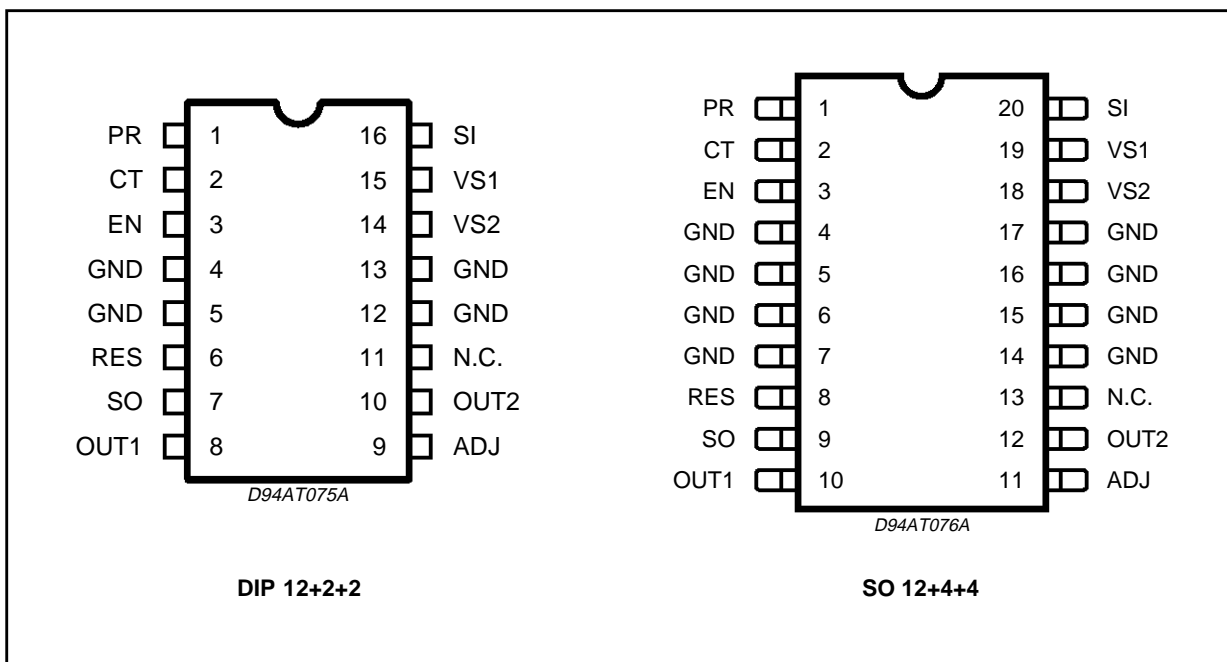 PR 1 16 SI
CT 2 15 VS1
EN 3 14 VS2
GND 4 13 GND
GND 5 12 GND
RES 6 11 N.C.
SO 7 10 OUT2
OUT1 8 9 ADJ
D94AT075A
DIP 12+2+2
PR 1 20 SI
CT 2 19 VS1
EN 3 18 VS2
GND 4 17 GND
GND 5 16 GND
GND 6 15 GND
GND 7 14 GND
RES 8 13 N.C.
SO 9 12 OUT2
OUT1 10 11 ADJ
D94AT076A
SO 12+4+4